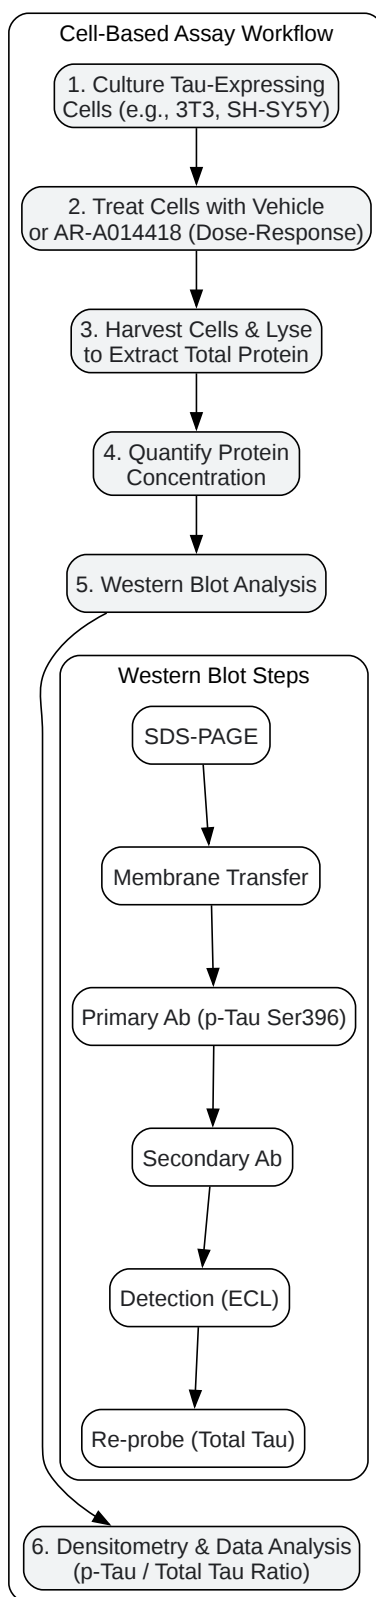 Cell-Based Assay Workflow
1. Culture Tau-Expressing
Cells (e.g., 3T3, SH-SY5Y)
2. Treat Cells with Vehicle
or AR-A014418 (Dose-Response)
3. Harvest Cells & Lyse
to Extract Total Protein
4. Quantify Protein
Concentration
5. Western Blot Analysis
Western Blot Steps
SDS-PAGE
Membrane Transfer
Primary Ab (p-Tau Ser396)
Secondary Ab
Detection (ECL)
Re-probe (Total Tau)
6. Densitometry & Data Analysis
(p-Tau / Total Tau Ratio)